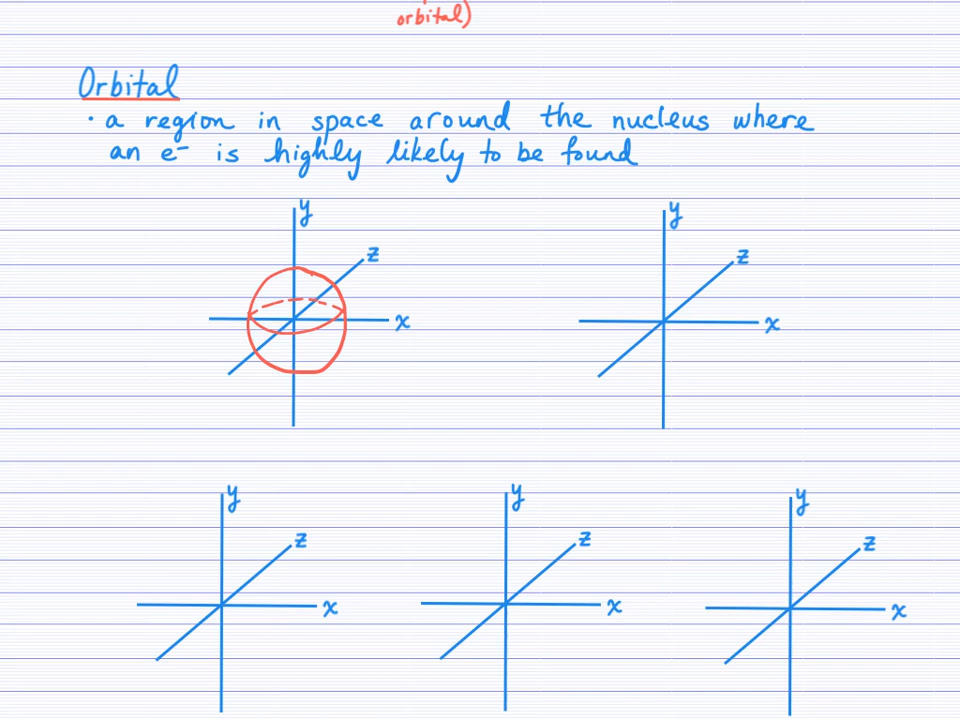 orbital)
Orbital
• a region in space around the nucleus where
an e⁻ is highly likely to be found
y
z
x
y
z
x
y
z
x
y
z
x
y
z
x